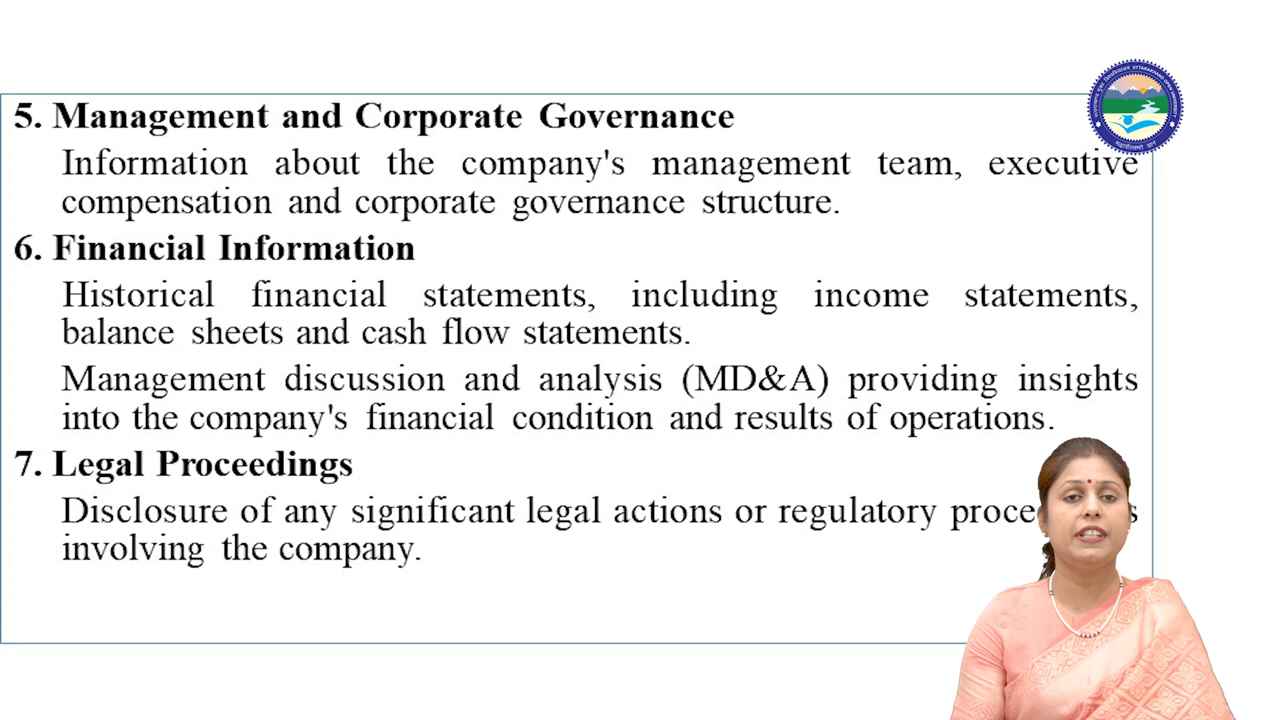 5. Management and Corporate Governance
Information about the company's management team, executive
compensation and corporate governance structure.
6. Financial Information
Historical financial statements, including income statements,
balance sheets and cash flow statements.
Management discussion and analysis (MD&A) providing insights
into the company's financial condition and results of operations.
7. Legal Proceedings
Disclosure of any significant legal actions or regulatory
involving the company.